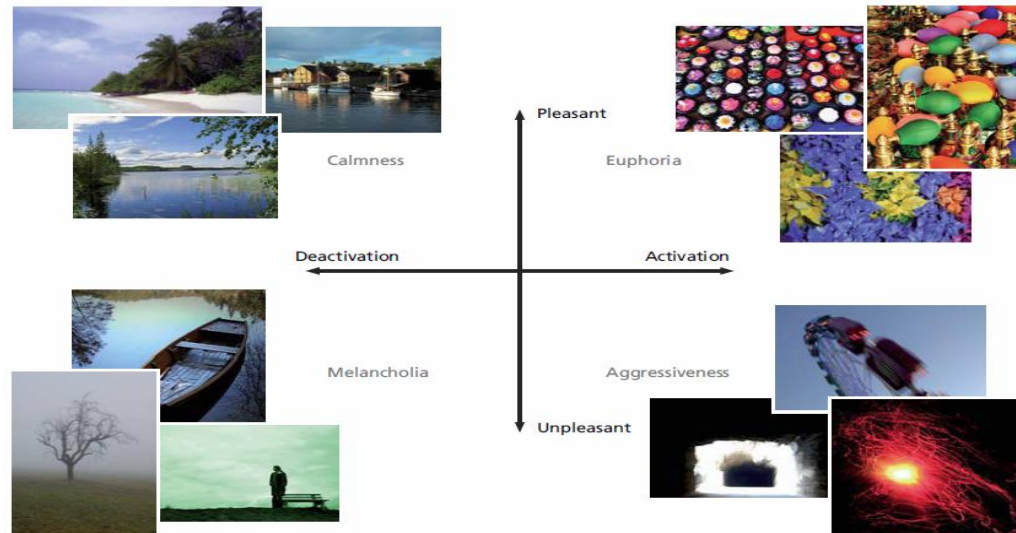 Pleasant
Calmness
Euphoria
Deactivation
Activation
Melancholia
Aggressiveness
Unpleasant